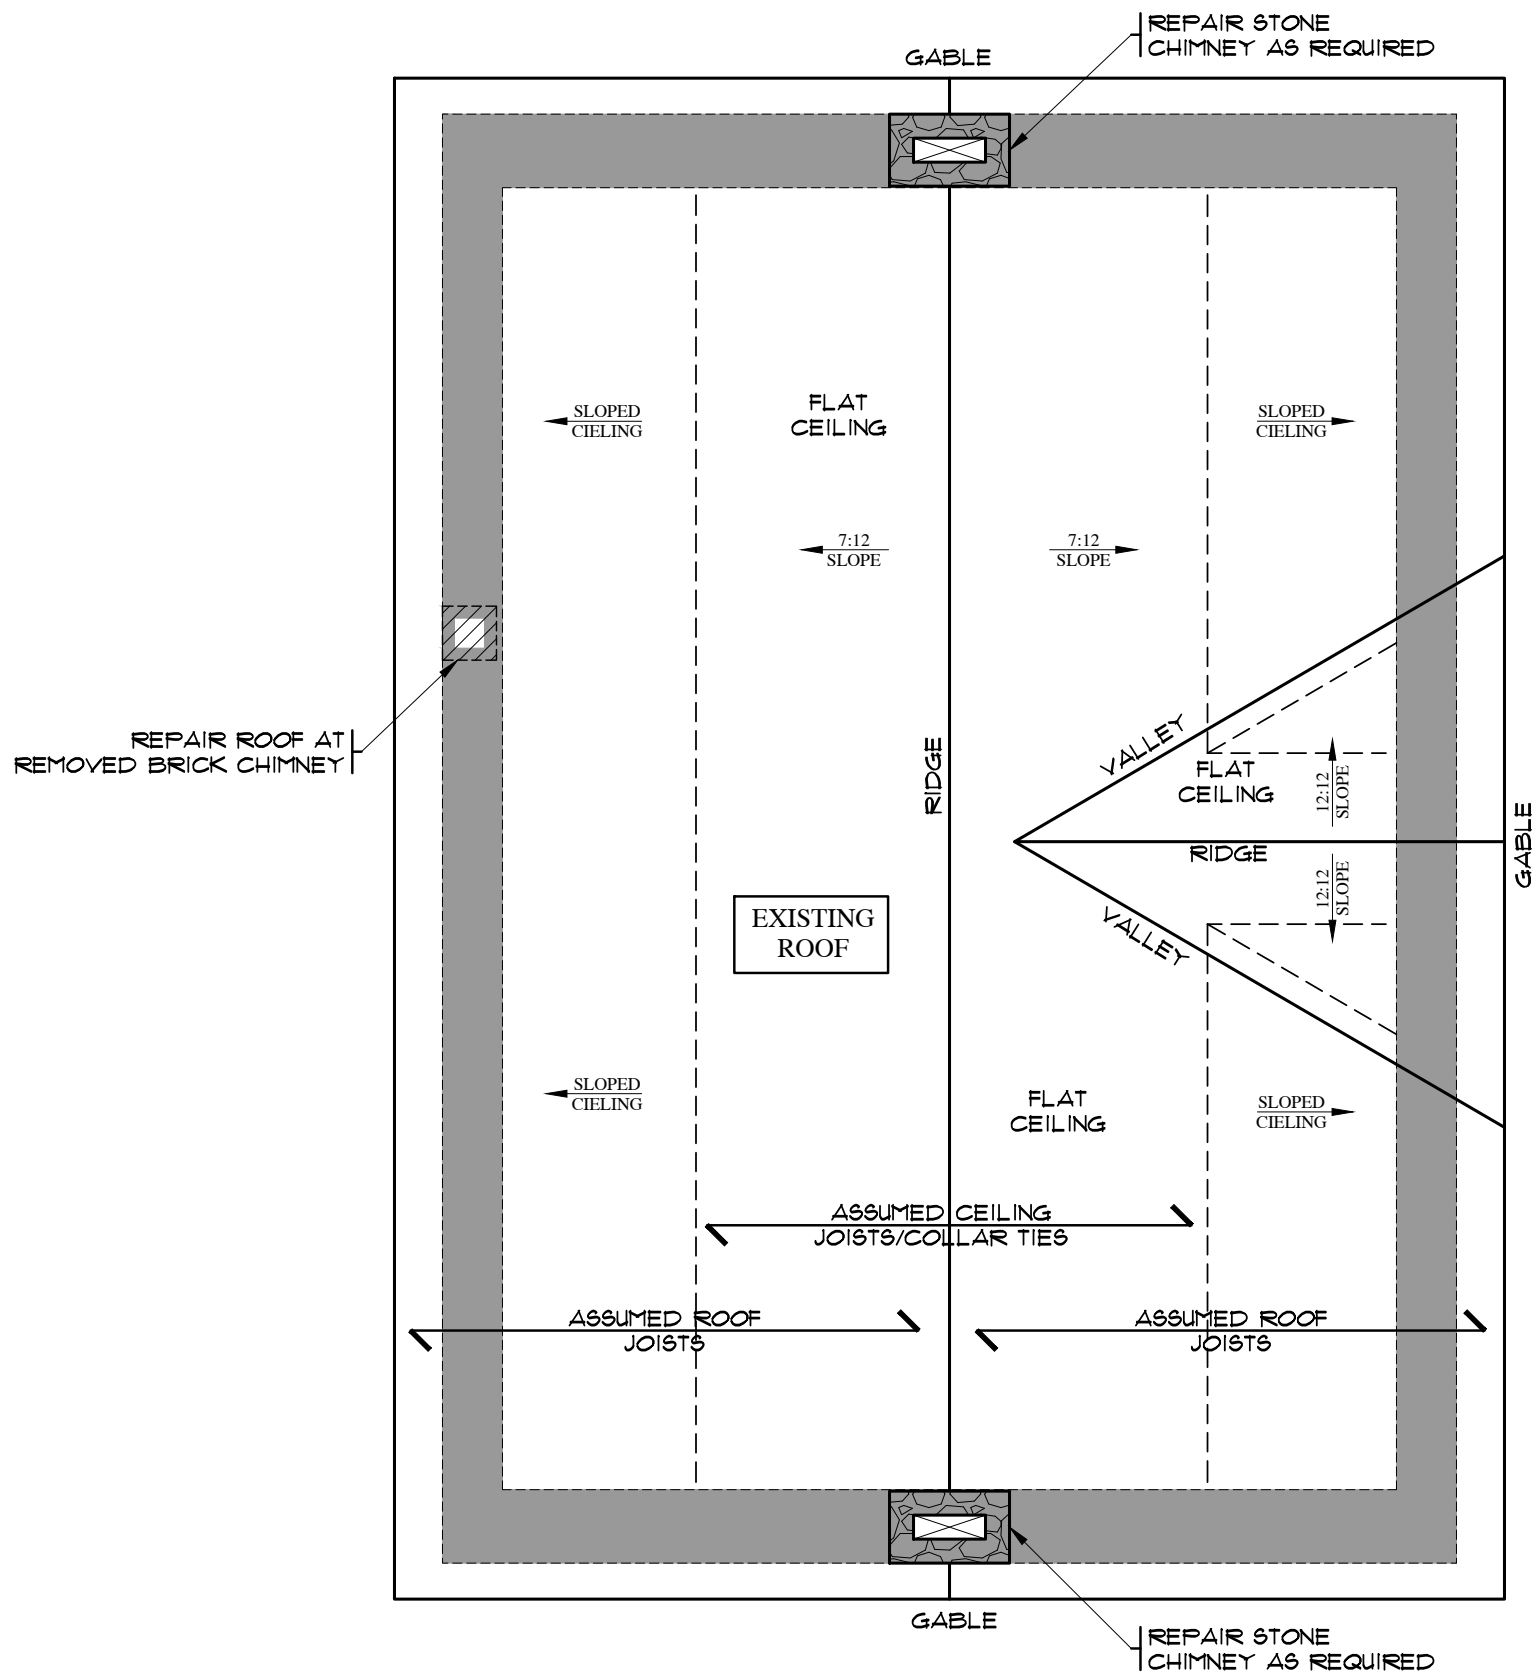 REPAIR STONE
CHIMNEY AS REQUIRED
GABLE
FLAT
CEILING
SLOPED
CIELING
SLOPED
CIELING
7:12
SLOPE
7:12
SLOPE
REPAIR ROOF AT
REMOVED BRICK CHIMNEY
RIDGE
VALLEY
FLAT
CEILING
12:12
SLOPE
RIDGE
GABLE
12:12
SLOPE
VALLEY
EXISTING
ROOF
SLOPED
CIELING
FLAT
CEILING
SLOPED
CIELING
ASSUMED CEILING
JOISTS/COLLAR TIES
ASSUMED ROOF
JOISTS
ASSUMED ROOF
JOISTS
GABLE
REPAIR STONE
CHIMNEY AS REQUIRED